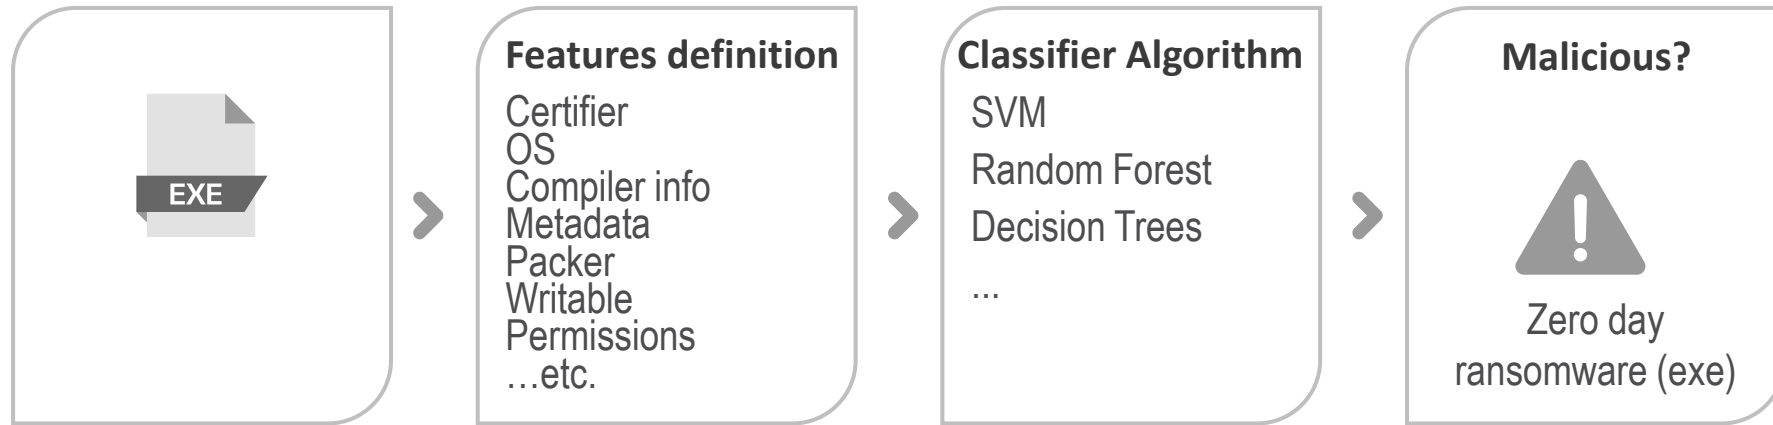 EXE
Features definition
Certifier
OS
Compiler info
Metadata
Packer
Writable
Permissions
...etc.
Classifier Algorithm
SVM
Random Forest
Decision Trees
...
Malicious?
Zero day
ransomware (exe)